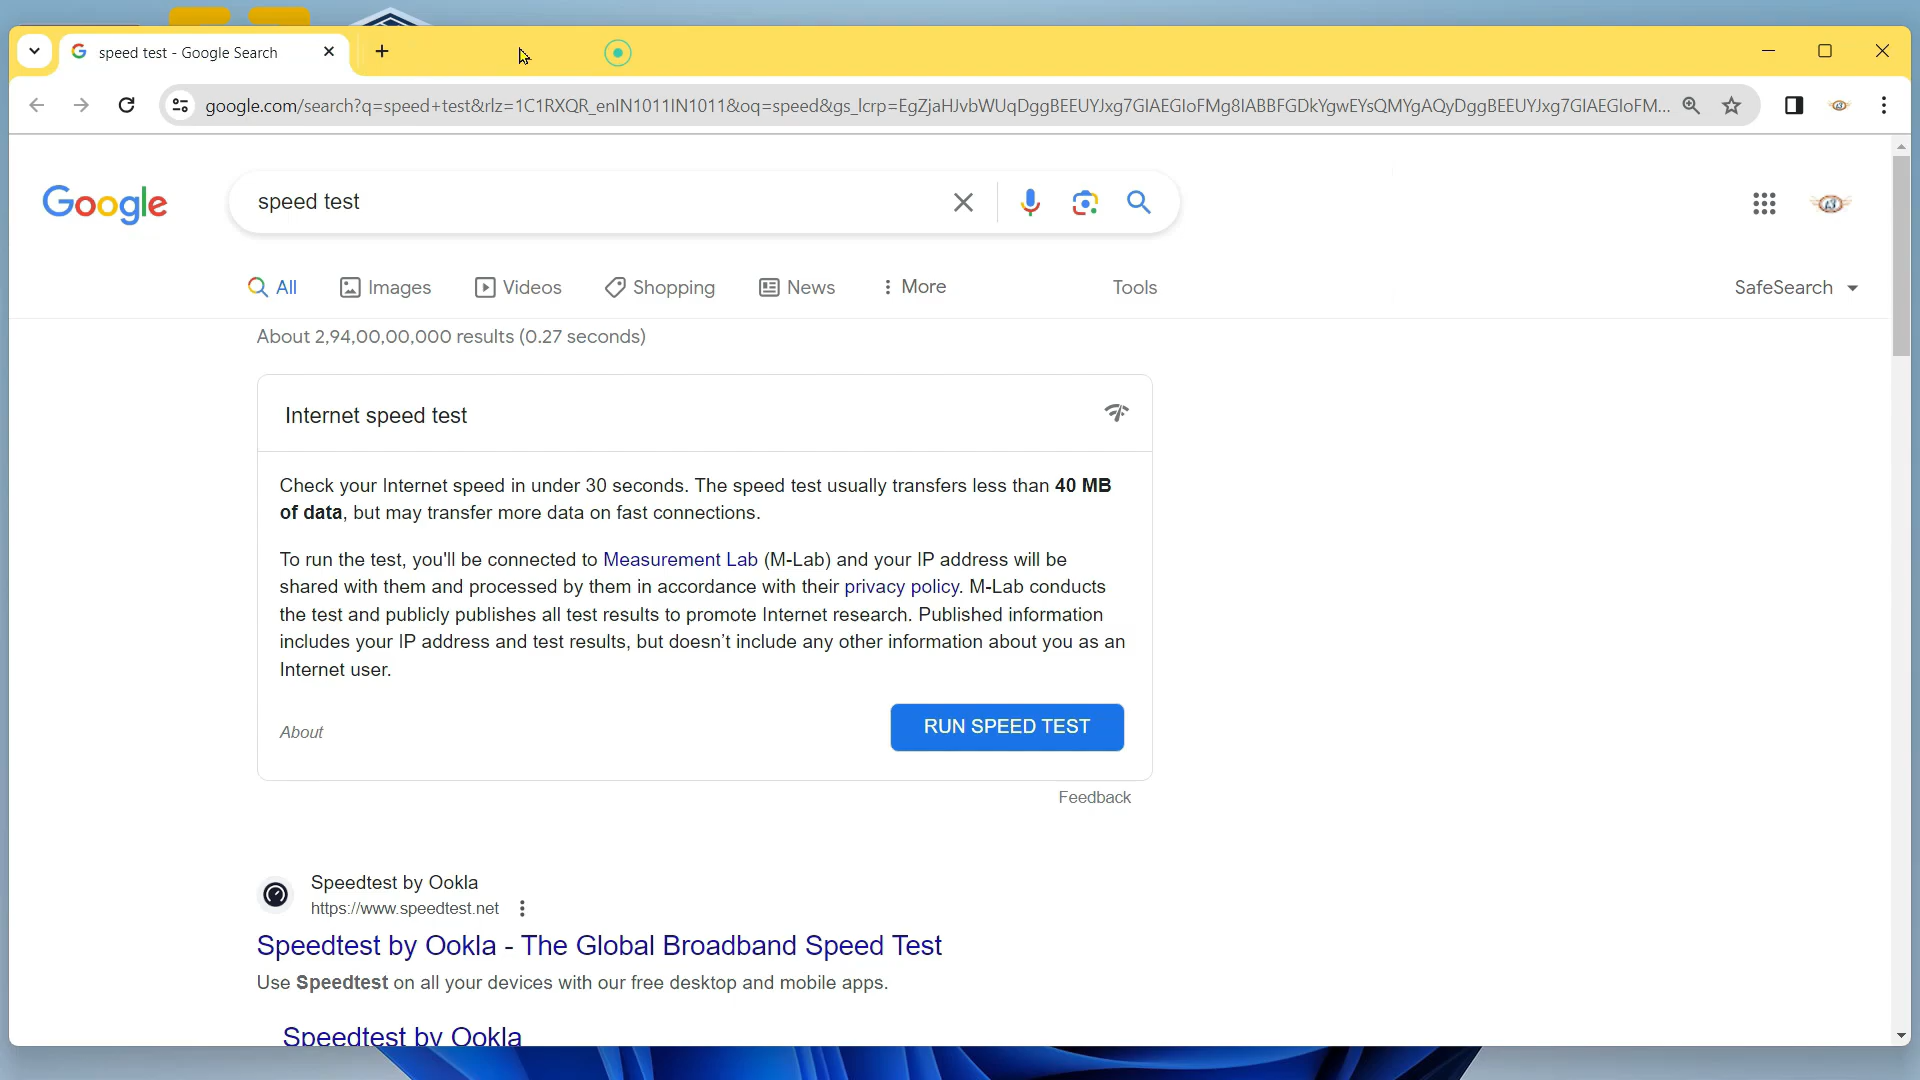 speed test - Google Search
google.com/search?q=speed+test&rlz=1C1RXQR_enIN1011IN1011&oq=speed&gs_lcrp=EgZjaHJvbWUqDggBEEUYJxg7GIAEGIoFMg8IABBFGDkYgwEYsQMYgAQyDggBEEUYJxg7GIAEGIoFM...
Google
speed test
All Images Videos Shopping News More Tools SafeSearch
About 2,94,00,00,000 results (0.27 seconds)
Internet speed test
Check your Internet speed in under 30 seconds. The speed test usually transfers less than 40 MB
of data, but may transfer more data on fast connections.
To run the test, you'll be connected to Measurement Lab (M-Lab) and your IP address will be
shared with them and processed by them in accordance with their privacy policy. M-Lab conducts
the test and publicly publishes all test results to promote Internet research. Published information
includes your IP address and test results, but doesn’t include any other information about you as an
Internet user.
About
RUN SPEED TEST
Feedback
Speedtest by Ookla
https://www.speedtest.net
Speedtest by Ookla - The Global Broadband Speed Test
Use Speedtest on all your devices with our free desktop and mobile apps.
Speedtest by Ookla